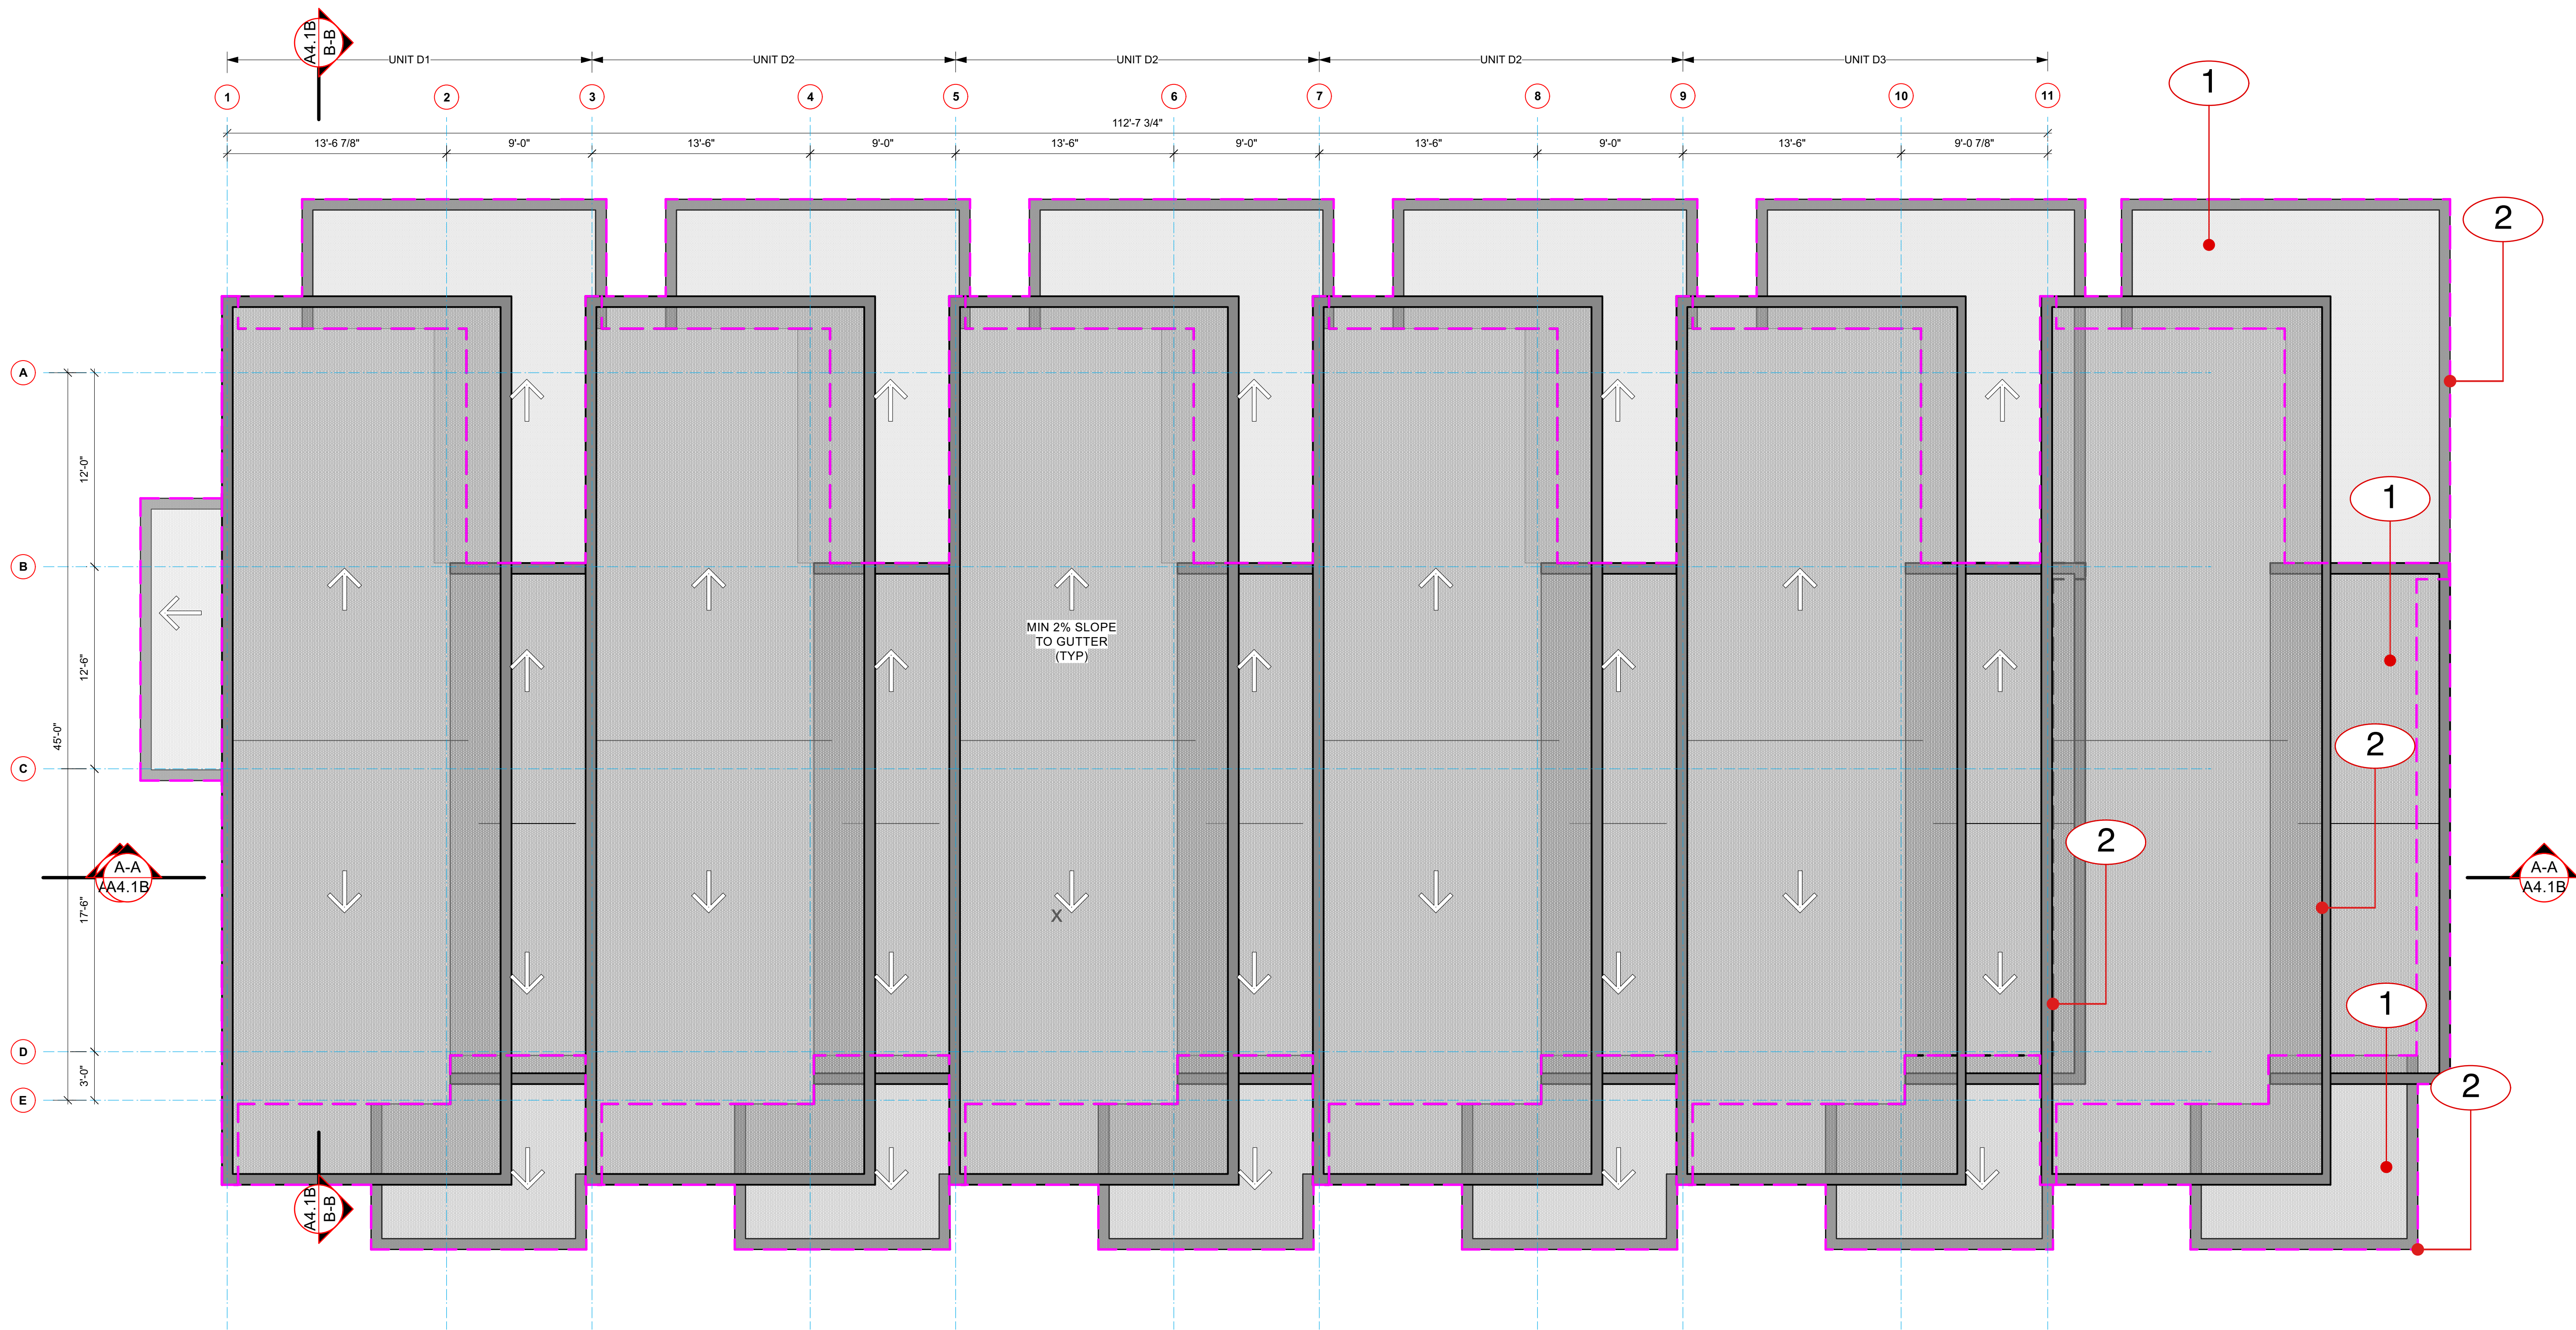 A4.1B
B-B
UNIT D1
UNIT D2
UNIT D2
UNIT D2
UNIT D3
1
2
3
4
5
6
7
8
9
10
11
1
112'-7 3/4"
13'-6 7/8"
9'-0"
13'-6"
9'-0"
13'-6"
9'-0"
13'-6"
9'-0"
13'-6"
9'-0 7/8"
2
A
12'-0"
1
B
MIN 2% SLOPE
TO GUTTER
(TYP)
12'-6"
45'-0"
2
C
2
A-A
AA4.1B
A-A
A4.1B
17'-6"
X
1
D
3'-0"
2
E
A4.1B
B-B